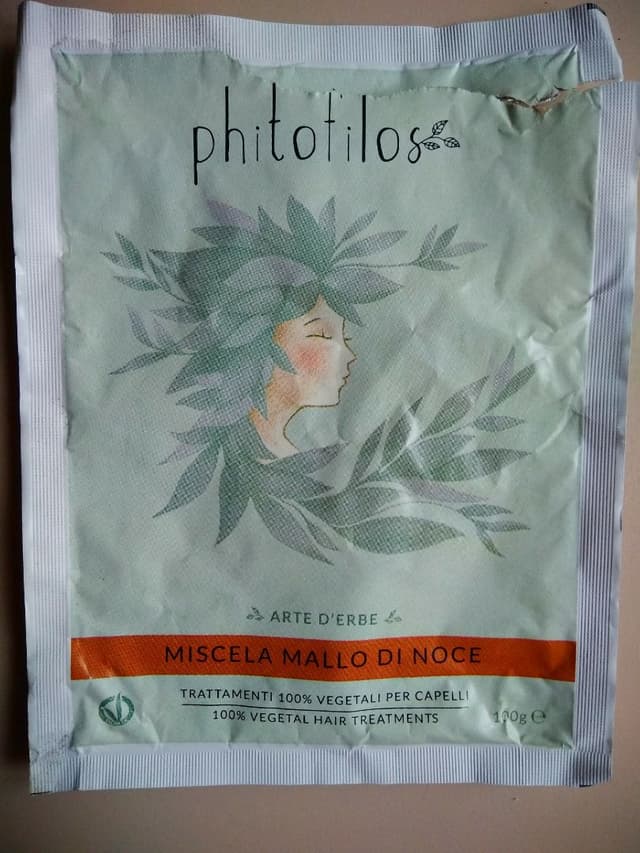 phitofilos
ARTE D'ERBE
MISCELA MALLO DI NOCE
TRATTAMENTI 100% VEGETALI PER CAPELLI
100% VEGETAL HAIR TREATMENTS
100g ℮